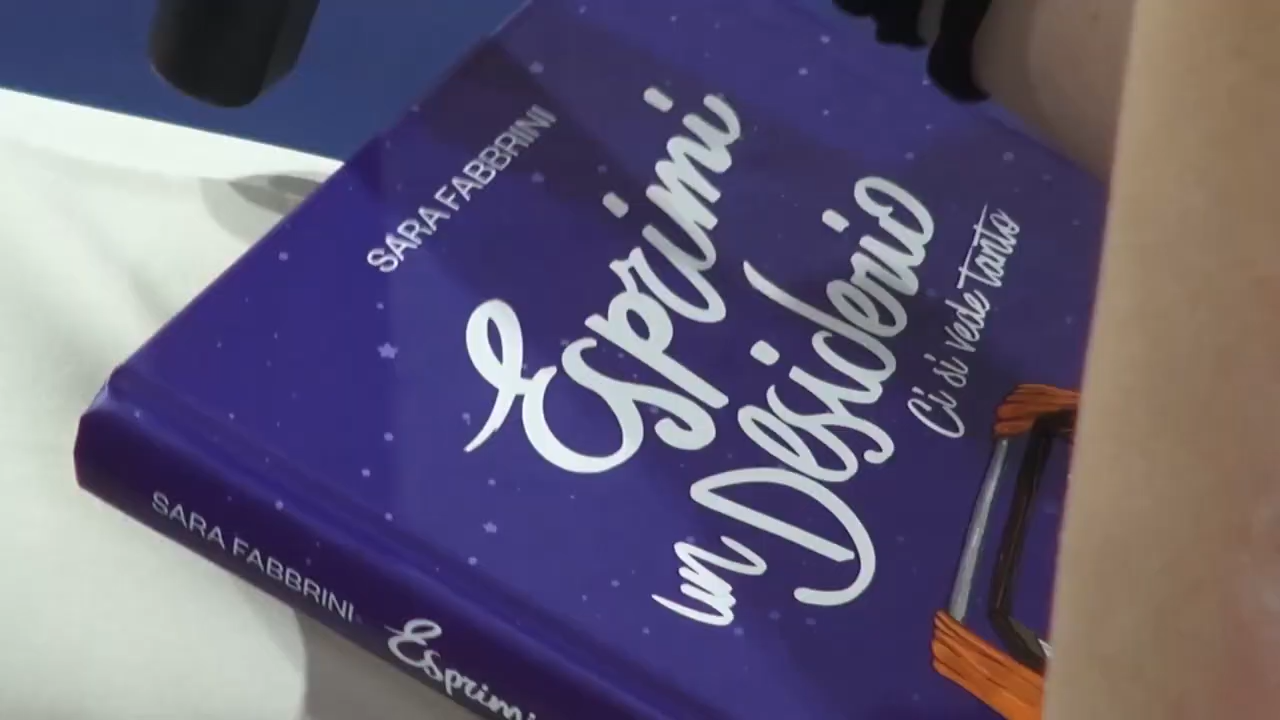 SARA FABBRINI
Esprimi
un Desiderio
Ci si vede tanto
SARA FABBRINI
Esprimi